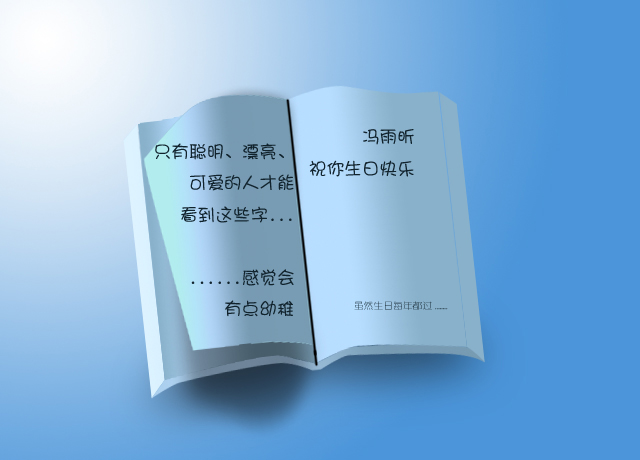 只有聪明、漂亮、
可爱的人才能
看到这些字...
......感觉会
有点幼稚
冯雨昕
祝你生日快乐
虽然生日每年都过......